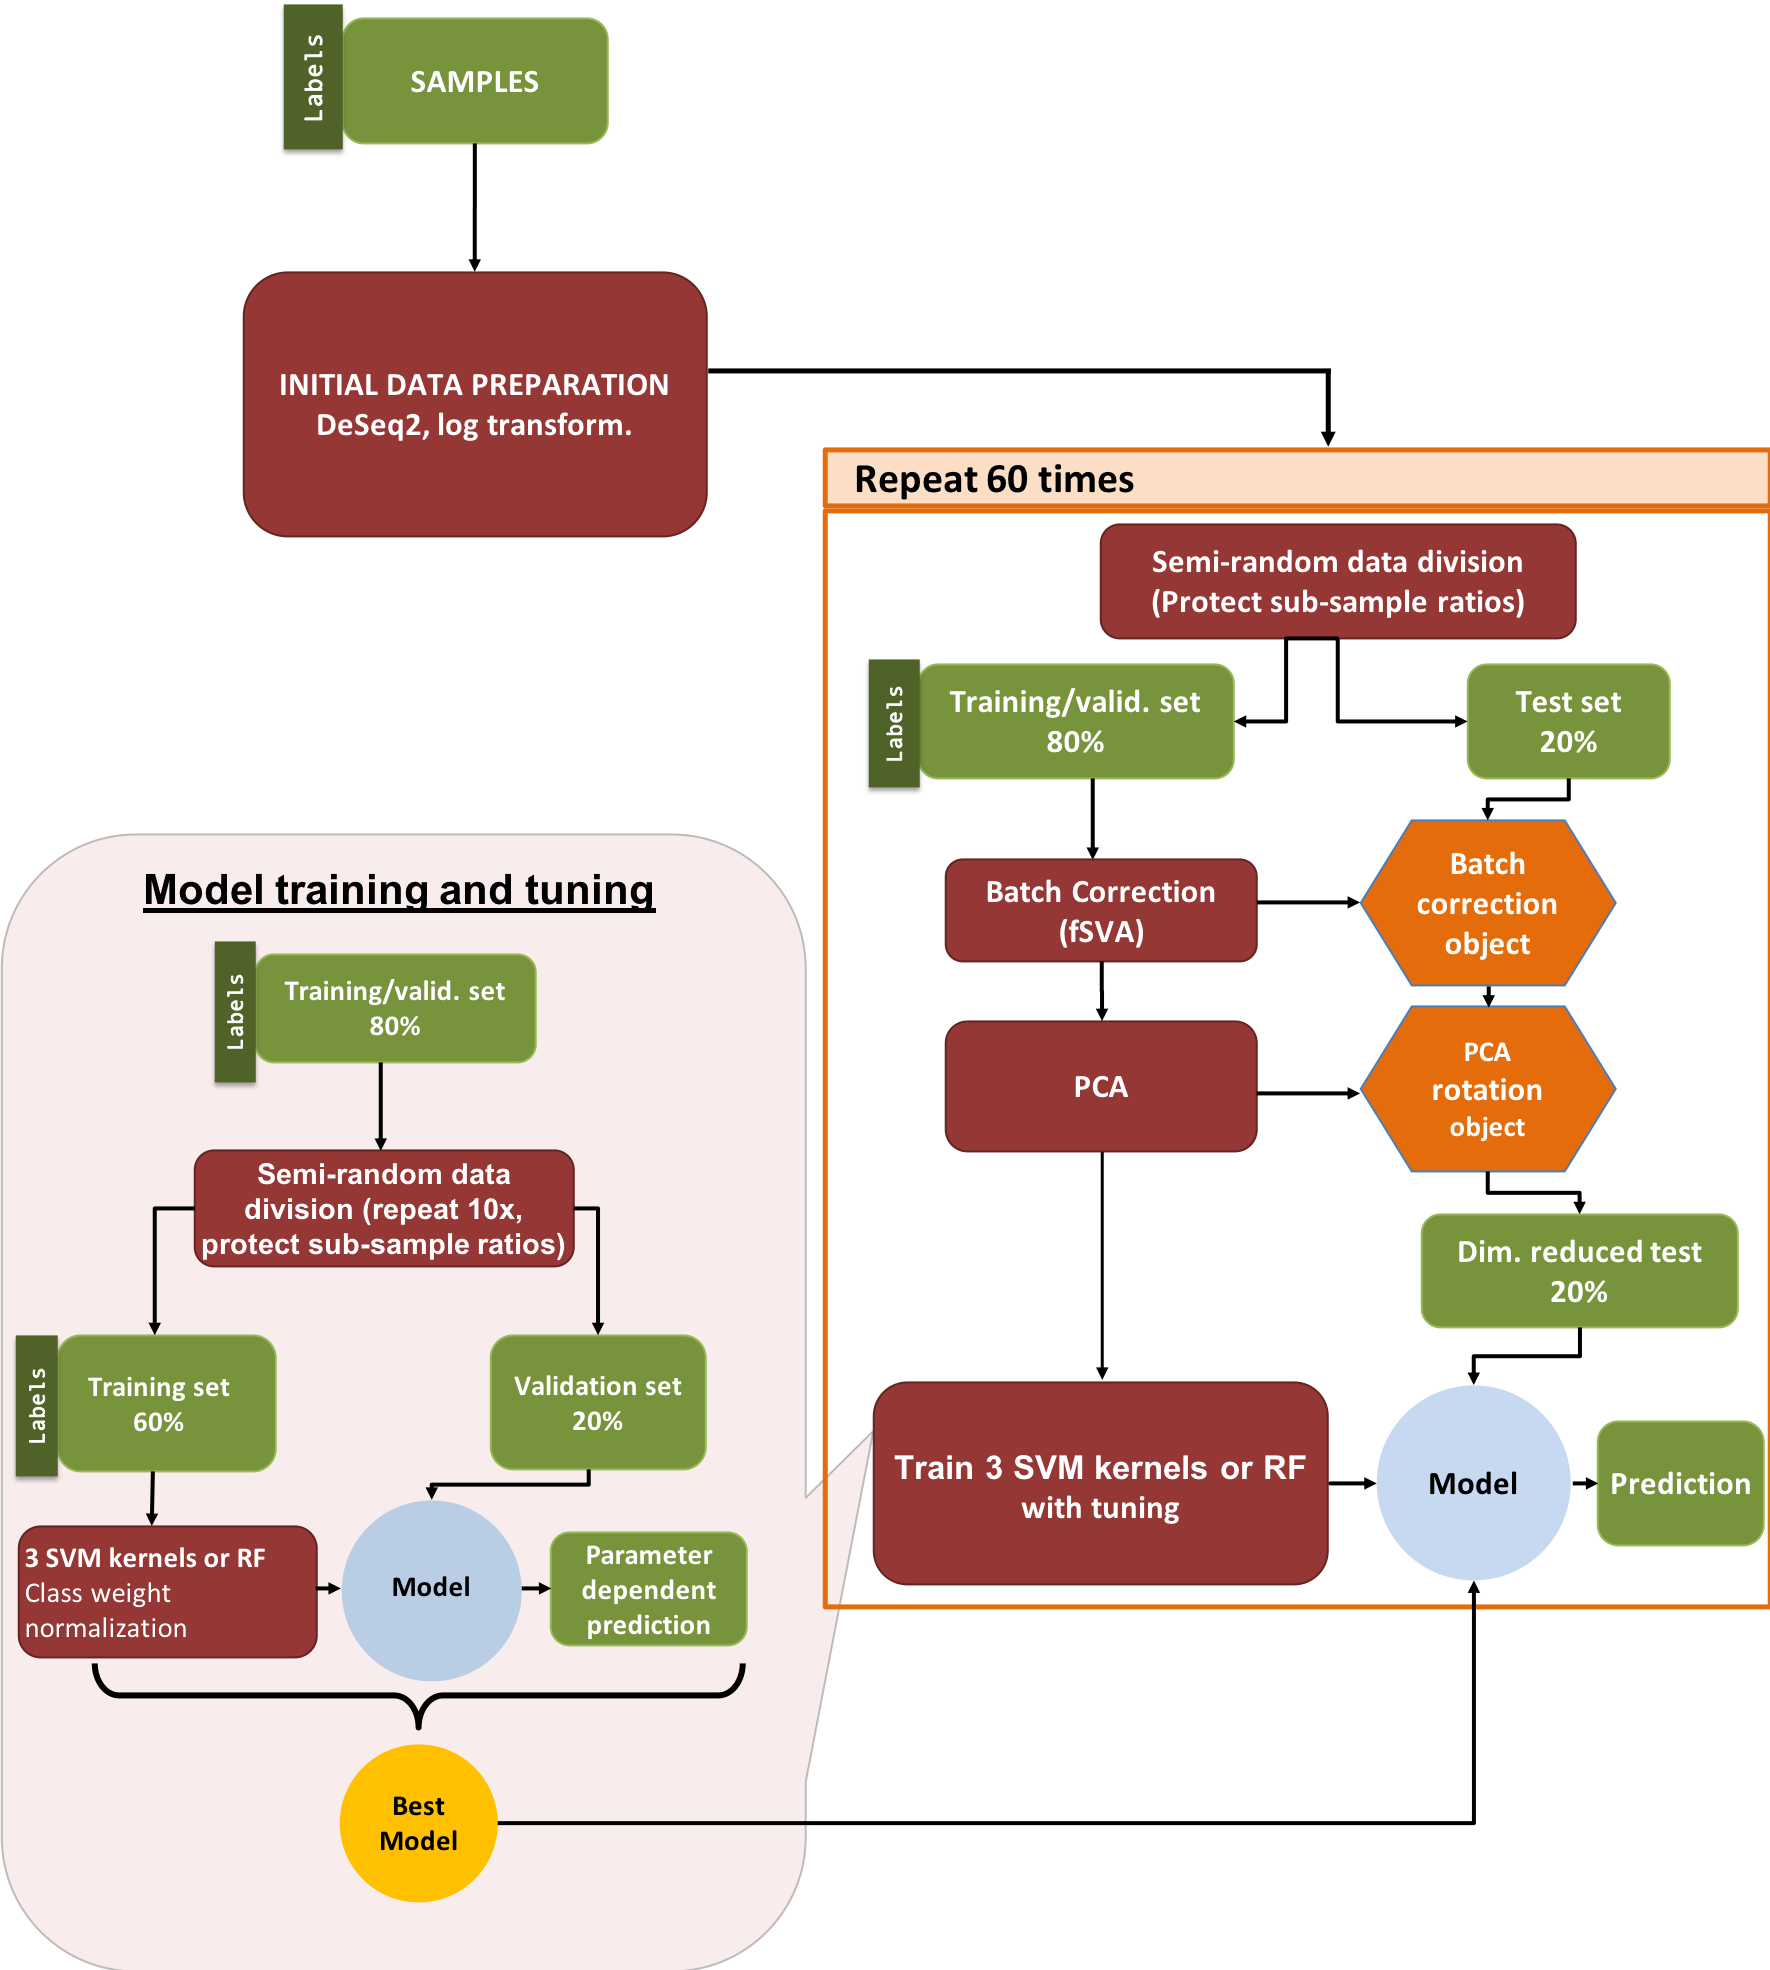 Labels
SAMPLES
INITIAL DATA PREPARATION
DeSeq2, log transform.
Repeat 60 times
Semi-random data division
(Protect sub-sample ratios)
Labels
Training/valid. set
80%
Test set
20%
Batch Correction
(fSVA)
Batch
correction
object
PCA
PCA
rotation
object
Dim. reduced test
20%
Train 3 SVM kernels or RF
with tuning
Model
Prediction
Model training and tuning
Labels
Training/valid. set
80%
Semi-random data
division (repeat 10x,
protect sub-sample ratios)
Labels
Training set
60%
Validation set
20%
3 SVM kernels or RF
Class weight
normalization
Model
Parameter
dependent
prediction
Best
Model